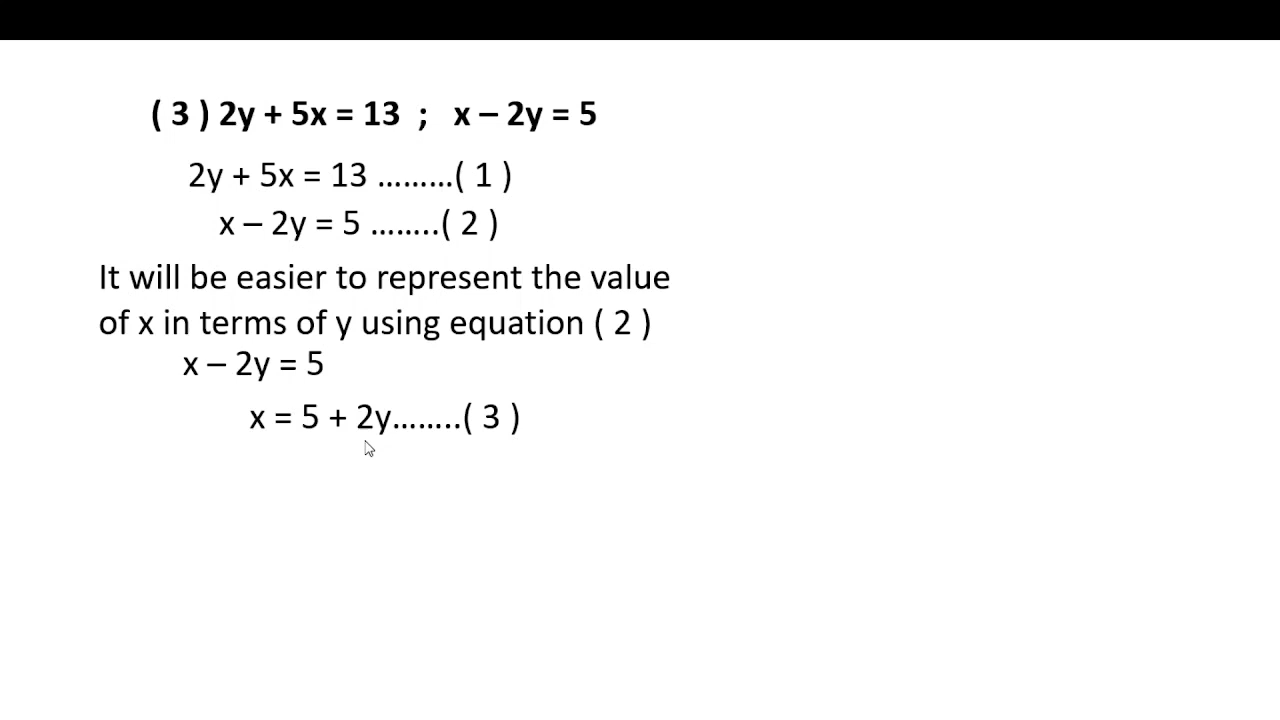 ( 3 ) 2y + 5x = 13 ; x – 2y = 5
2y + 5x = 13 ………( 1 )
x – 2y = 5 ……..( 2 )
It will be easier to represent the value
of x in terms of y using equation ( 2 )
x – 2y = 5
x = 5 + 2y……..( 3 )